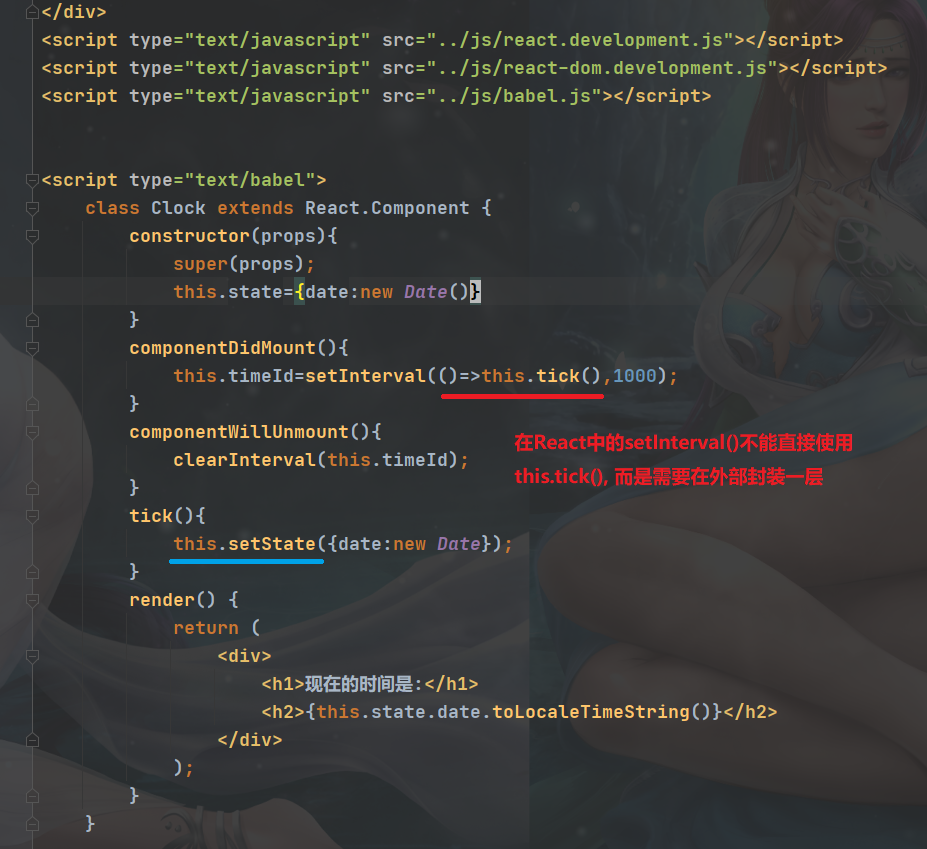 </div>
<script type="text/javascript" src="../js/react.development.js"></script>
<script type="text/javascript" src="../js/react-dom.development.js"></script>
<script type="text/javascript" src="../js/babel.js"></script>
<script type="text/babel">
class Clock extends React.Component {
constructor(props){
super(props);
this.state={date:new Date()}
}
componentDidMount(){
this.timeId=setInterval(()=>this.tick(),1000);
}
componentWillUnmount(){
在React中的setInterval()不能直接使用
clearInterval(this.timeId);
this.tick(), 而是需要在外部封装一层
}
tick(){
this.setState({date:new Date});
}
render() {
return (
<div>
<h1>现在的时间是:</h1>
<h2>{this.state.date.toLocaleTimeString()}</h2>
</div>
);
}
}